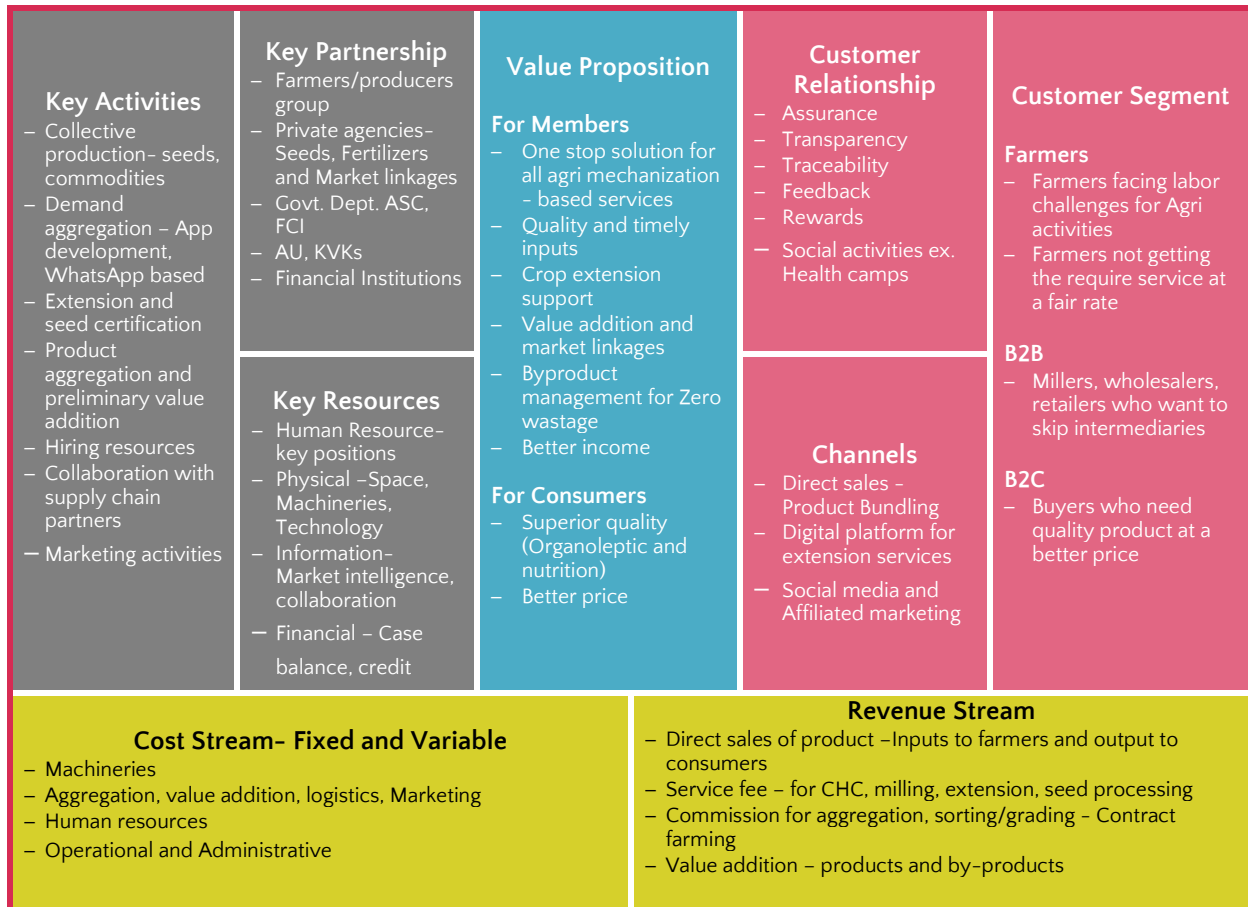 Key Activities
– Collective
production- seeds,
commodities
– Demand
aggregation – App
development,
WhatsApp based
– Extension and
seed certification
– Product
aggregation and
preliminary value
addition
– Hiring resources
– Collaboration with
supply chain
partners
– Marketing activities
Key Partnership
– Farmers/producers
group
– Private agencies-
Seeds, Fertilizers
and Market linkages
– Govt. Dept. ASC,
FCI
– AU, KVKs
– Financial Institutions
Key Resources
– Human Resource-
key positions
– Physical –Space,
Machineries,
Technology
– Information-
Market intelligence,
collaboration
– Financial – Case
balance, credit
Value Proposition
For Members
– One stop solution for
all agri mechanization
- based services
– Quality and timely
inputs
– Crop extension
support
– Value addition and
market linkages
– Byproduct
management for Zero
wastage
– Better income
For Consumers
– Superior quality
(Organoleptic and
nutrition)
– Better price
Customer
Relationship
– Assurance
– Transparency
– Traceability
– Feedback
– Rewards
– Social activities ex.
Health camps
Channels
– Direct sales -
Product Bundling
– Digital platform for
extension services
– Social media and
Affiliated marketing
Customer Segment
Farmers
– Farmers facing labor
challenges for Agri
activities
– Farmers not getting
the require service at
a fair rate
B2B
– Millers, wholesalers,
retailers who want to
skip intermediaries
B2C
– Buyers who need
quality product at a
better price
Cost Stream- Fixed and Variable
– Machineries
– Aggregation, value addition, logistics, Marketing
– Human resources
– Operational and Administrative
Revenue Stream
– Direct sales of product –Inputs to farmers and output to
consumers
– Service fee – for CHC, milling, extension, seed processing
– Commission for aggregation, sorting/grading - Contract
farming
– Value addition – products and by-products